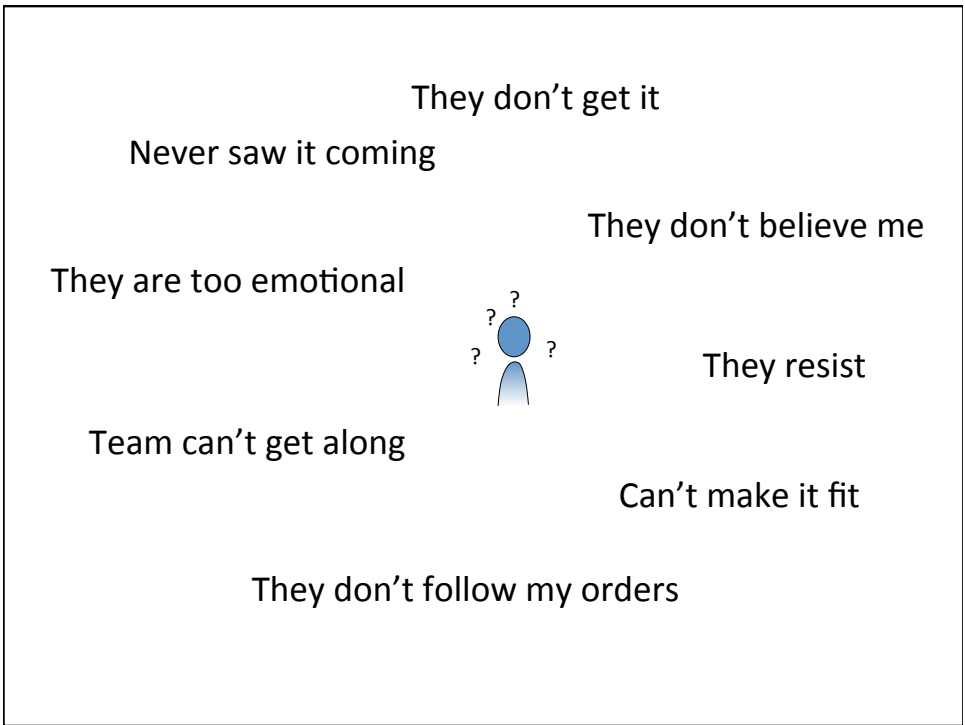 They don’t get it
Never saw it coming
They don’t believe me
They are too emotional
?
?
?
?
They resist
Team can’t get along
Can’t make it fit
They don’t follow my orders